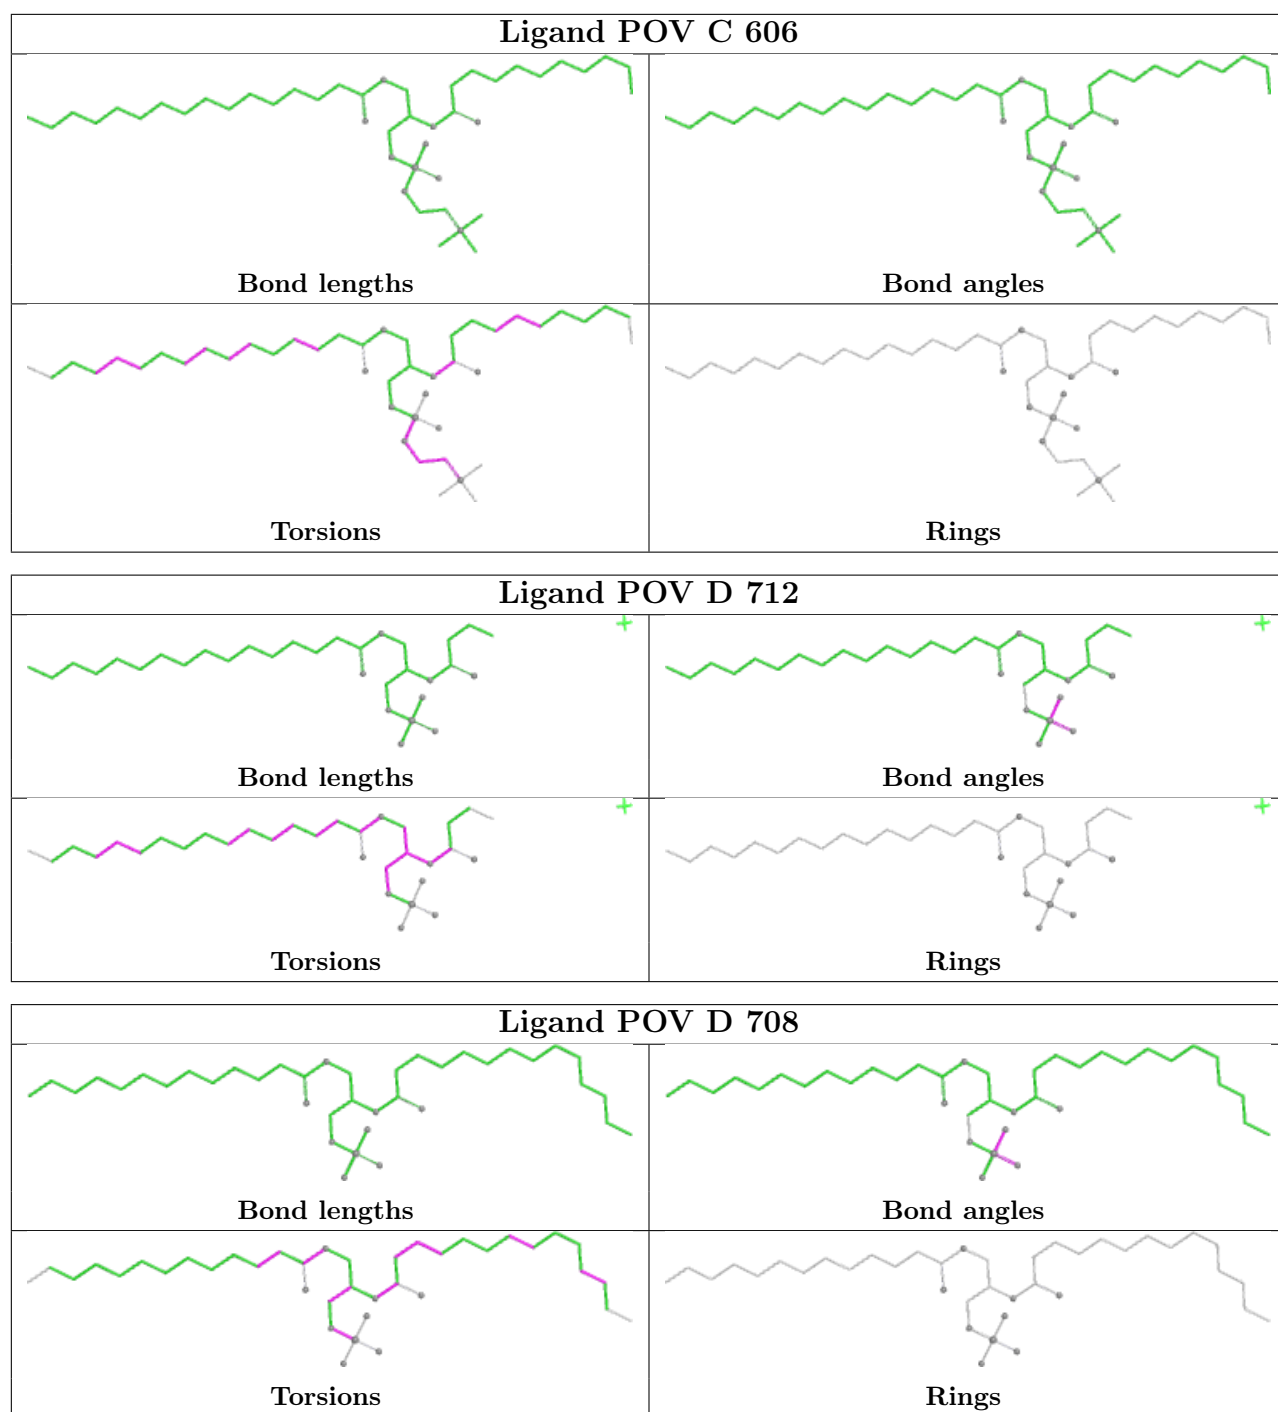 Ligand POV C 606
Bond lengths
Bond angles
Torsions
Rings
Ligand POV D 712
Bond lengths
Bond angles
Torsions
Rings
Ligand POV D 708
Bond lengths
Bond angles
Torsions
Rings